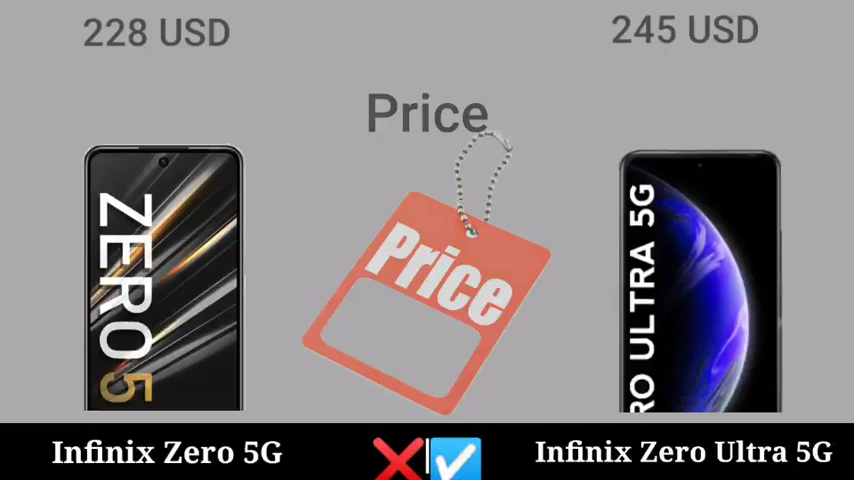 228 USD
245 USD
Price
Price
ZERO 5
RO ULTRA 5G
Infinix Zero 5G
Infinix Zero Ultra 5G